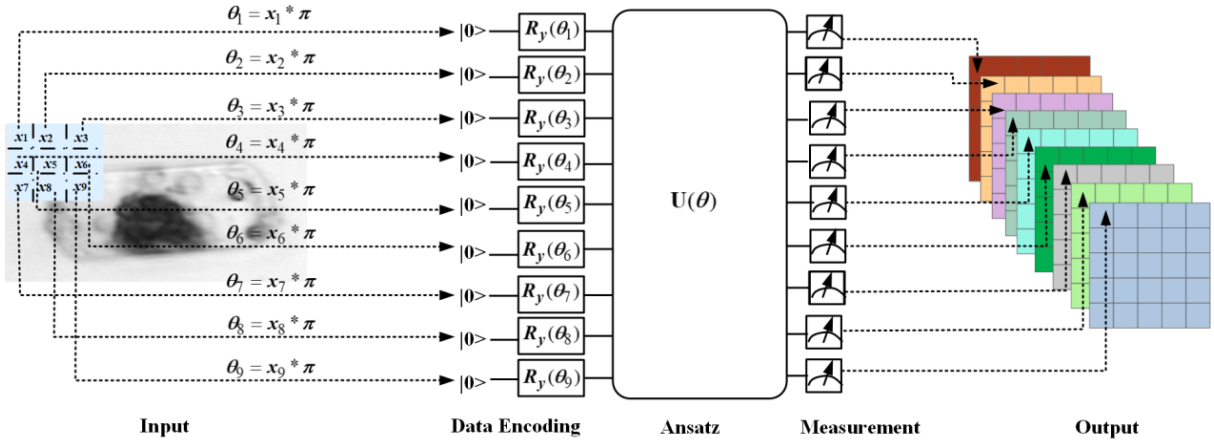 θ1 = x1 * π |0> Ry(θ1)
θ2 = x2 * π |0> Ry(θ2)
θ3 = x3 * π |0> Ry(θ3)
x1 x2 x3
θ4 = x4 * π |0> Ry(θ4)
x4 x5 x6
x7 x8 x9
θ5 = x5 * π |0> Ry(θ5)
U(θ)
θ6 = x6 * π |0> Ry(θ6)
θ7 = x7 * π |0> Ry(θ7)
θ8 = x8 * π |0> Ry(θ8)
θ9 = x9 * π |0> Ry(θ9)
Input Data Encoding Ansatz Measurement Output